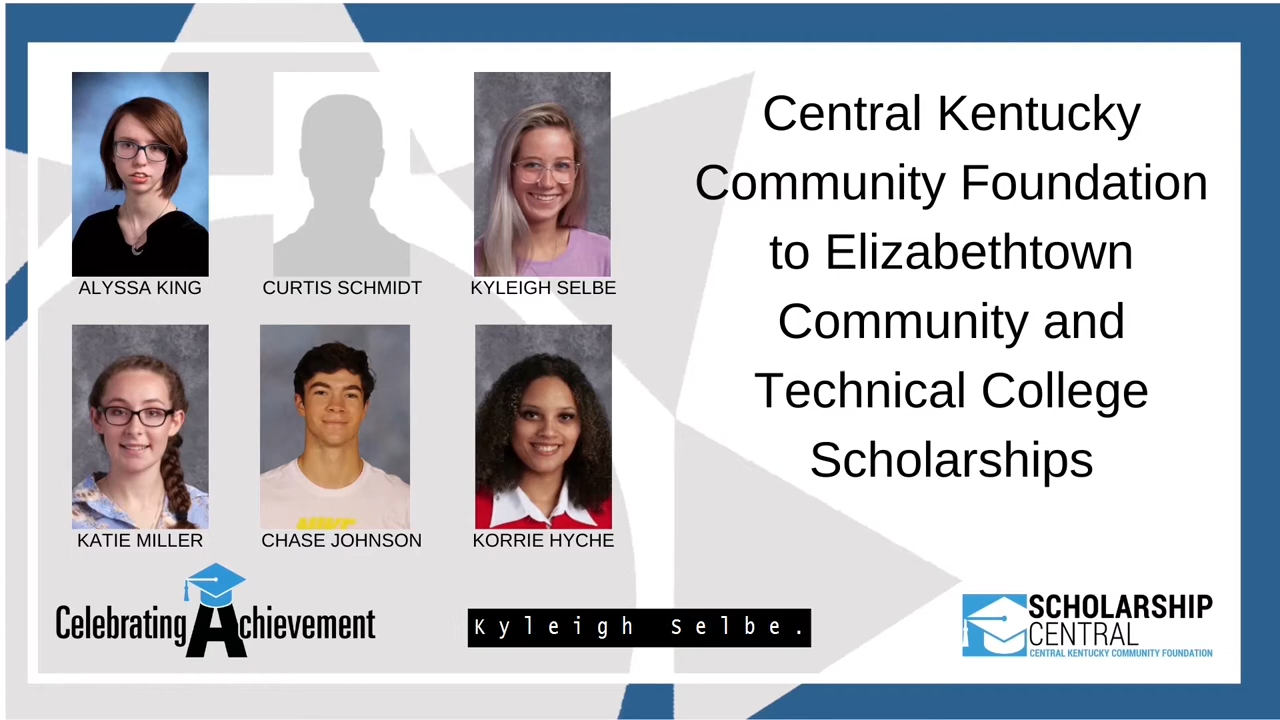 ALYSSA KING
CURTIS SCHMIDT
KYLEIGH SELBE
KATIE MILLER
CHASE JOHNSON
KORRIE HYCHE
Central Kentucky
Community Foundation
to Elizabethtown
Community and
Technical College
Scholarships
Celebrating Achievement
Kyleigh Selbe.
SCHOLARSHIP
CENTRAL
CENTRAL KENTUCKY COMMUNITY FOUNDATION